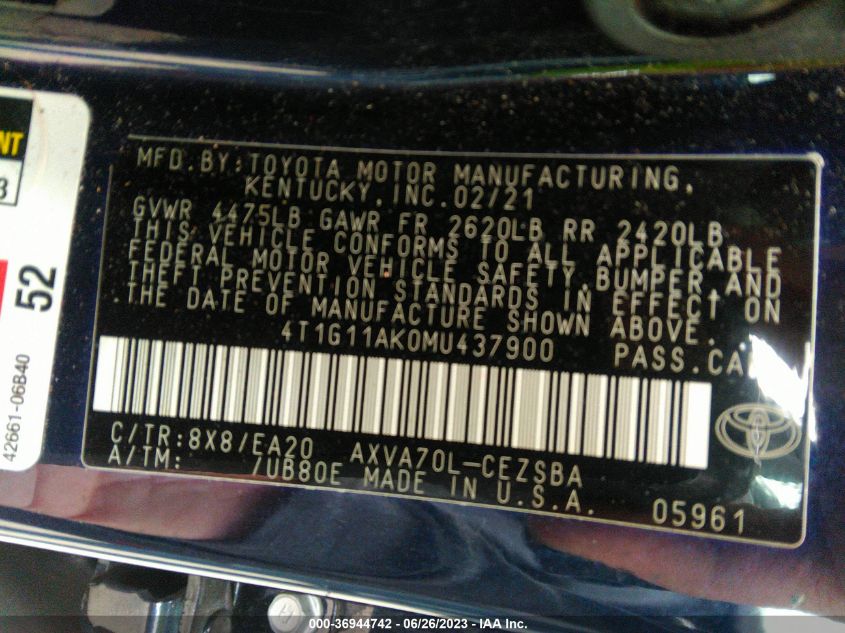 MFD.BY:TOYOTA MOTOR MANUFACTURING,
KENTUCKY,INC.02/21
GVWR 4475LB GAWR FR 2620LB RR 2420LB
THIS VEHICLE CONFORMS TO ALL APPLICABLE
FEDERAL MOTOR VEHICLE SAFETY,BUMPER,AND
THEFT PREVENTION STANDARDS IN EFFECT ON
THE DATE OF MANUFACTURE SHOWN ABOVE.
4T1G11AK0MU437900 PASS.CAR
C/TR:8X8/EA20 AXVA70L-CEZSBA
A/TM: /UB80E MADE IN U.S.A.
05961
52
42661-06B40
000-36944742 - 06/26/2023 - IAA Inc.